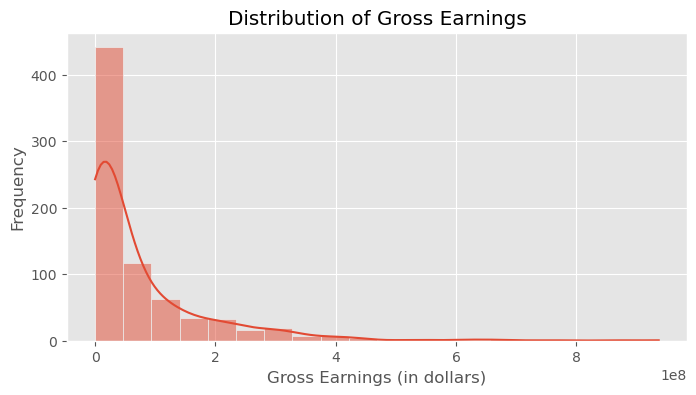 Distribution of Gross Earnings
400
300
200
100
0
Frequency
0 2 4 6 8
1e8
Gross Earnings (in dollars)